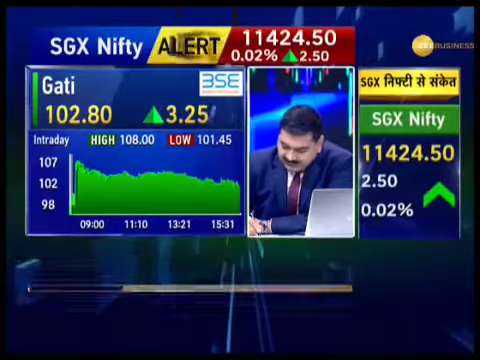 SGX Nifty ALERT 11424.50
0.02% ▲ 2.50
ZEE BUSINESS
Gati BSE
102.80 ▲ 3.25
Intraday HIGH 108.00 LOW 101.45
107
102
98
09:00 11:10 13:21 15:31
SGX निफ्टी से संकेत
SGX Nifty
11424.50
2.50
0.02%